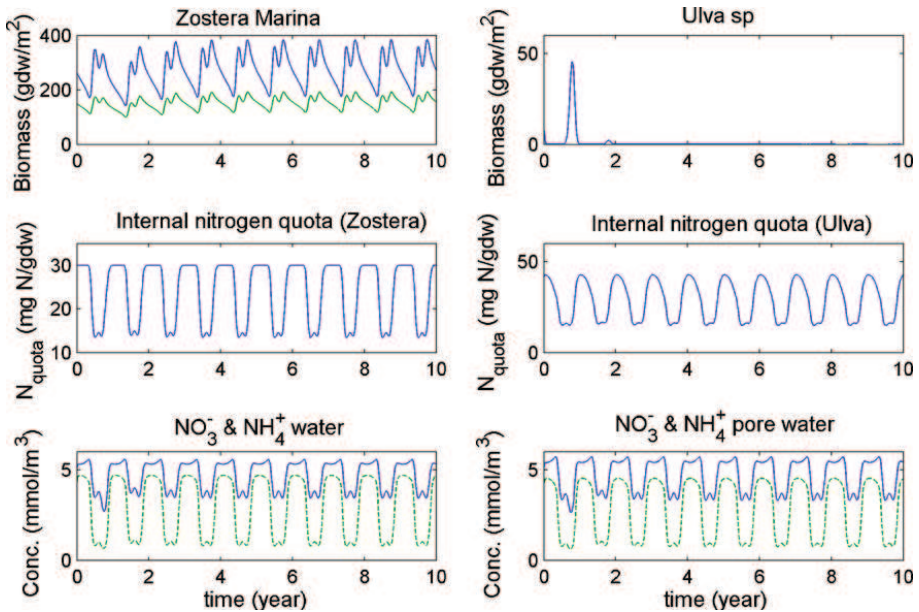 Zostera Marina
Biomass (gdw/m²)
400
200
0
0 2 4 6 8 10
Ulva sp
Biomass (gdw/m²)
50
0
0 2 4 6 8 10
Internal nitrogen quota (Zostera)
N_quota (mg N/gdw)
30
20
10
0 2 4 6 8 10
Internal nitrogen quota (Ulva)
N_quota (mg N/gdw)
50
0
0 2 4 6 8 10
NO₃⁻ & NH₄⁺ water
Conc. (mmol/m³)
5
0
0 2 4 6 8 10
time (year)
NO₃⁻ & NH₄⁺ pore water
Conc. (mmol/m³)
5
0
0 2 4 6 8 10
time (year)